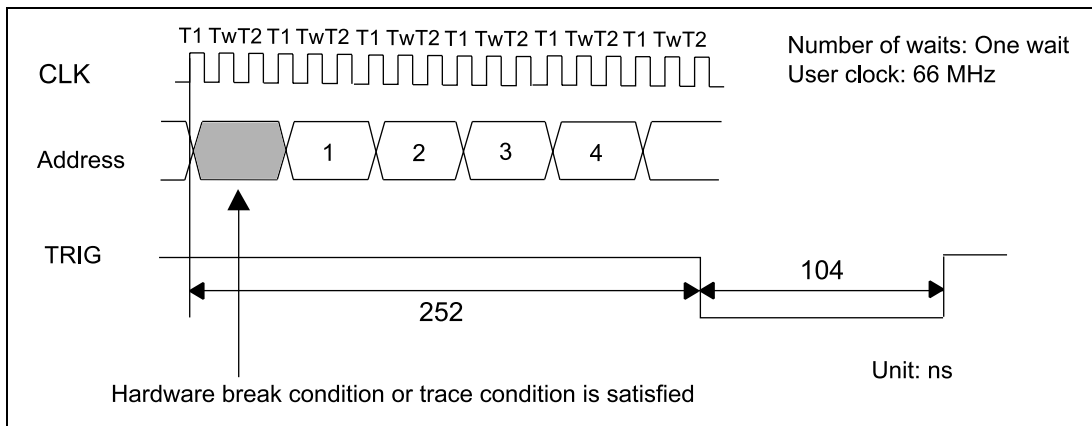 T1 TwT2 T1 TwT2 T1 TwT2 T1 TwT2 T1 TwT2 T1 TwT2
Number of waits: One wait
User clock: 66 MHz
CLK
Address
1 2 3 4
TRIG
252
104
Unit: ns
Hardware break condition or trace condition is satisfied